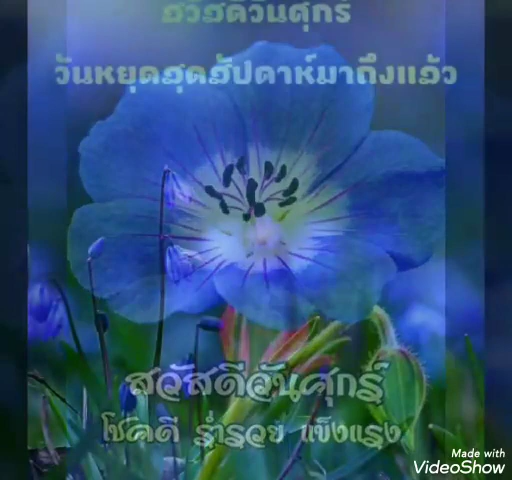 สวัสดีวันศุกร์
วันหยุดสุดสัปดาห์มาถึงแล้ว
สวัสดีวันศุกร์
โชคดี ร่ำรวย แข็งแรง
Made with
VideoShow